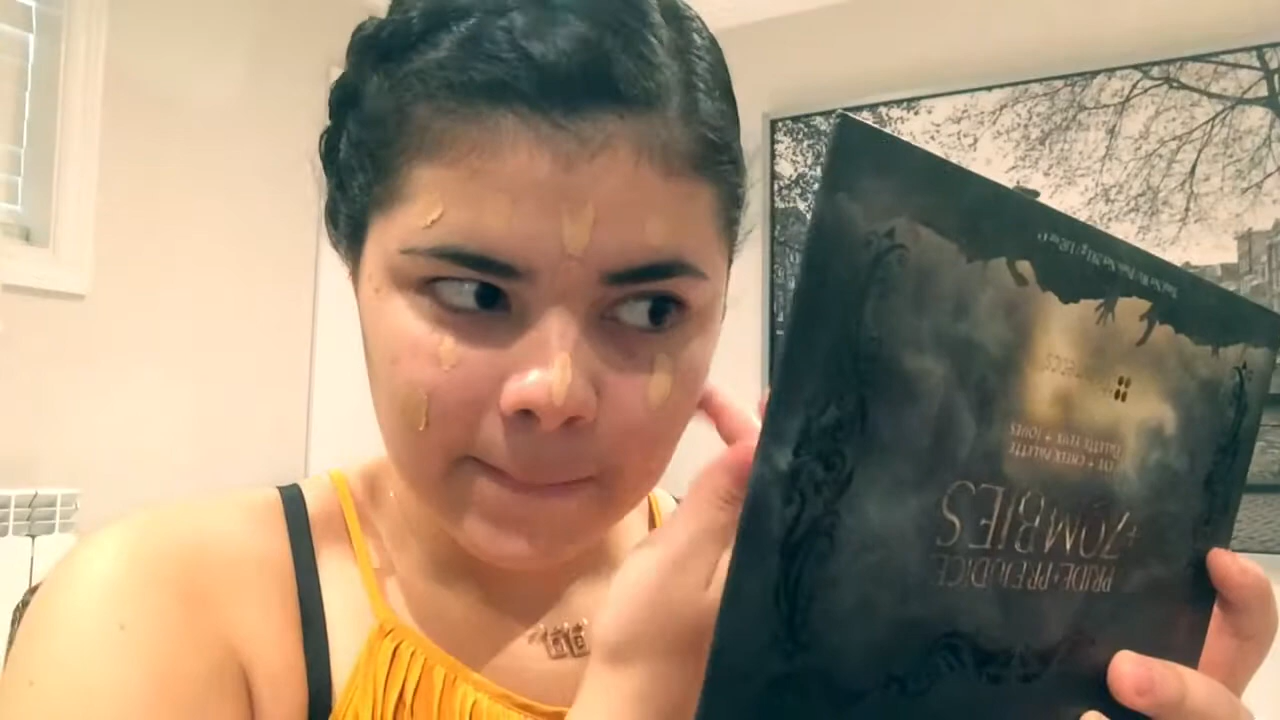 PRIDE + PREJUDICE
+ ZOMBIES
EYE + CHEEK PALETTE
PALETTE YEUX + JOUES